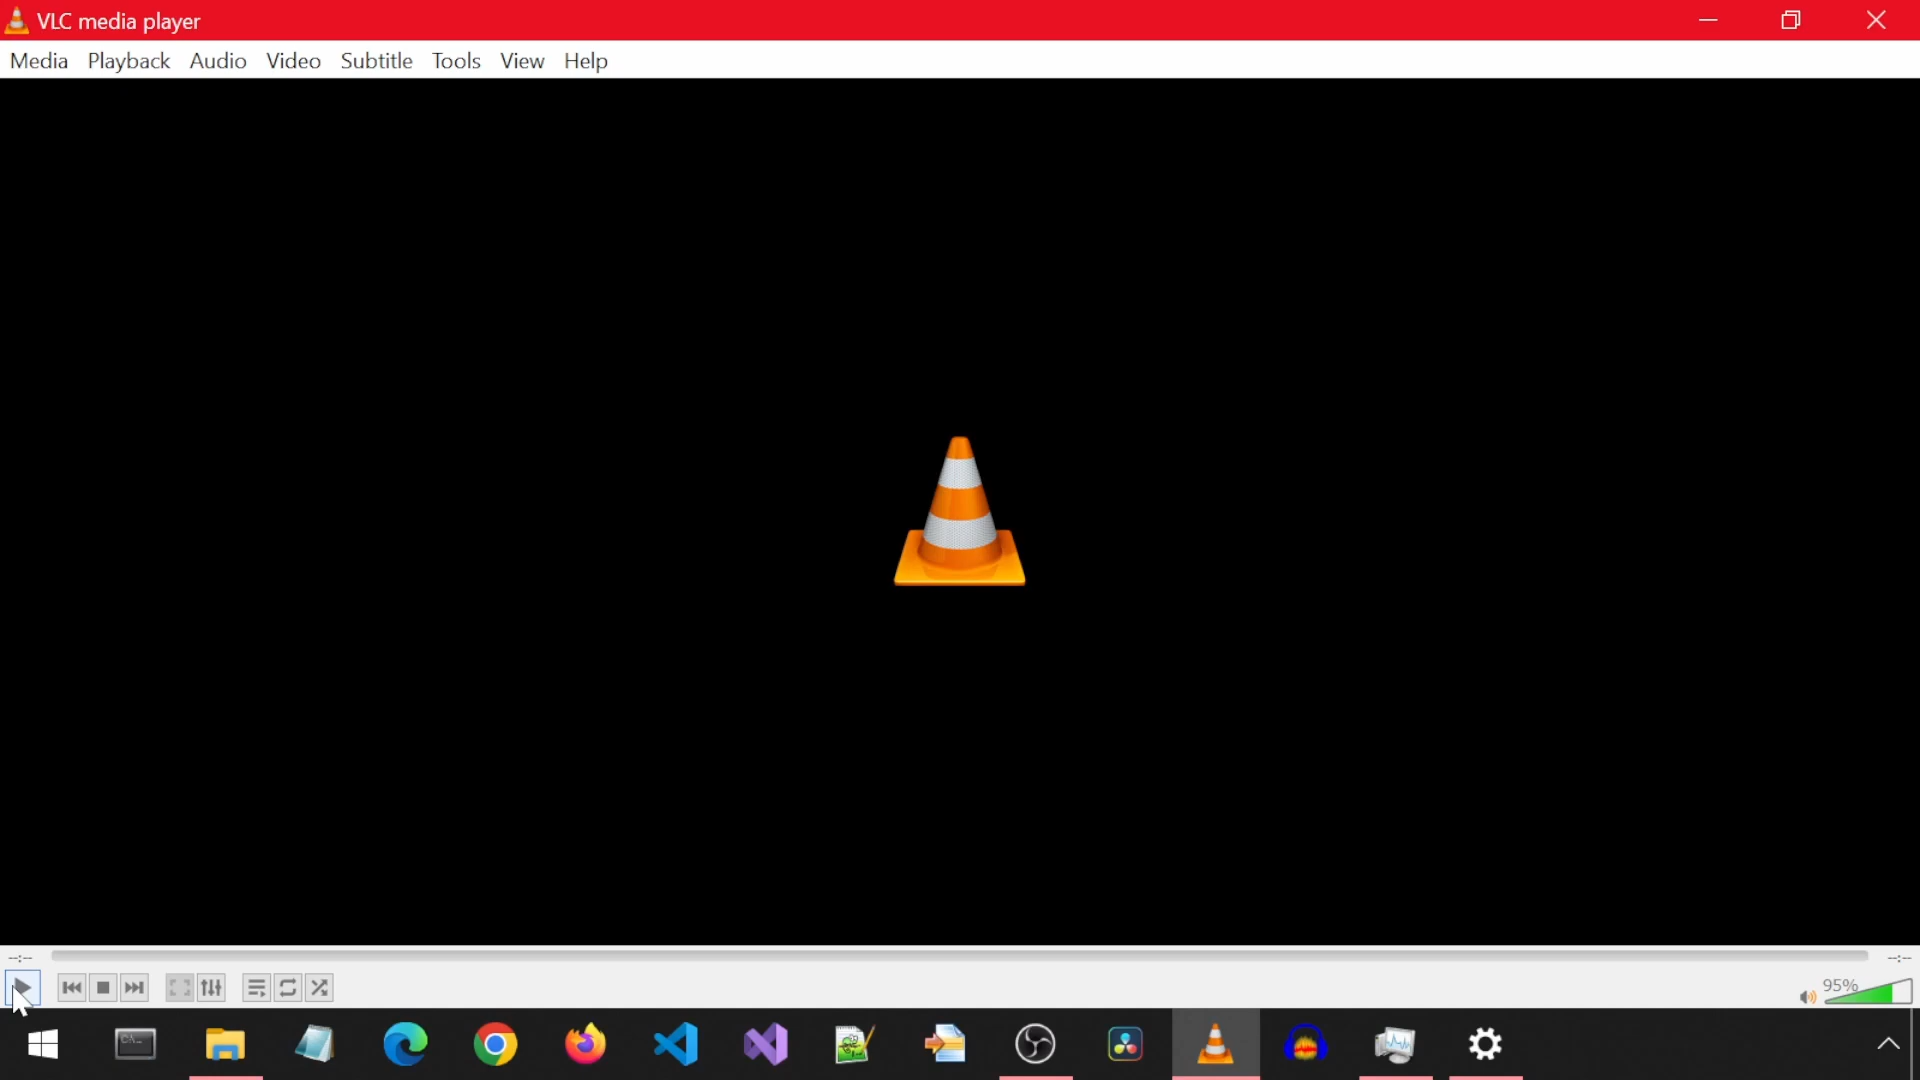 VLC media player
Media Playback Audio Video Subtitle Tools View Help
--:-- --:--
95%